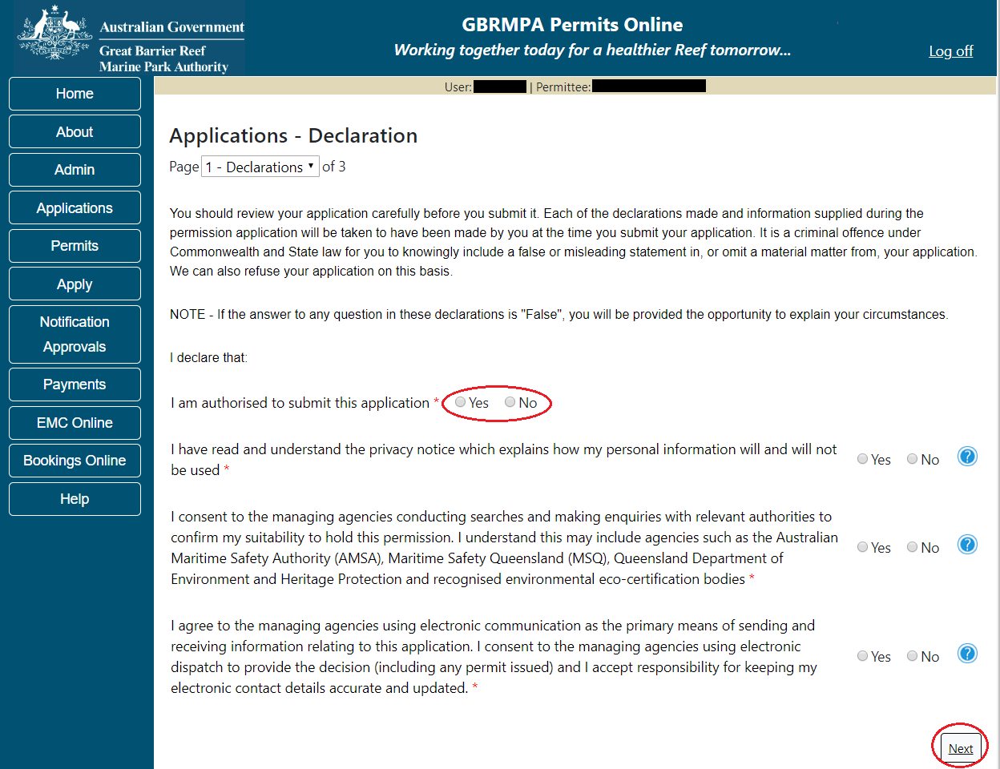 Australian Government
Great Barrier Reef
Marine Park Authority
GBRMPA Permits Online
Working together today for a healthier Reef tomorrow...
Log off
Home
About
Admin
Applications
Permits
Apply
Notification
Approvals
Payments
EMC Online
Bookings Online
Help
User: | Permittee:
Applications - Declaration
Page 1 - Declarations of 3
You should review your application carefully before you submit it. Each of the declarations made and information supplied during the
permission application will be taken to have been made by you at the time you submit your application. It is a criminal offence under
Commonwealth and State law for you to knowingly include a false or misleading statement in, or omit a material matter from, your application.
We can also refuse your application on this basis.
NOTE - If the answer to any question in these declarations is "False", you will be provided the opportunity to explain your circumstances.
I declare that:
I am authorised to submit this application * Yes No
I have read and understand the privacy notice which explains how my personal information will and will not
be used *
Yes No ?
I consent to the managing agencies conducting searches and making enquiries with relevant authorities to
confirm my suitability to hold this permission. I understand this may include agencies such as the Australian
Maritime Safety Authority (AMSA), Maritime Safety Queensland (MSQ), Queensland Department of
Environment and Heritage Protection and recognised environmental eco-certification bodies *
Yes No ?
I agree to the managing agencies using electronic communication as the primary means of sending and
receiving information relating to this application. I consent to the managing agencies using electronic
dispatch to provide the decision (including any permit issued) and I accept responsibility for keeping my
electronic contact details accurate and updated. *
Yes No ?
Next